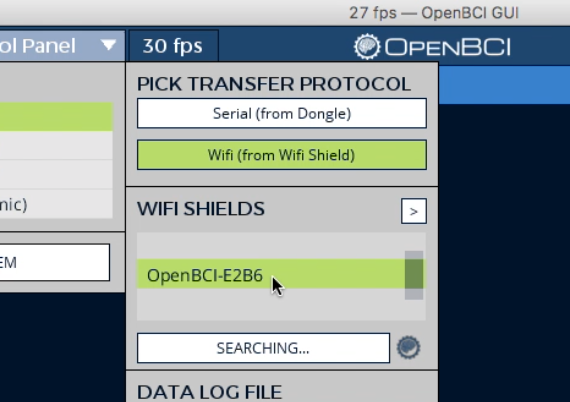 27 fps — OpenBCI GUI
ol Panel
30 fps
OPENBCI
PICK TRANSFER PROTOCOL
Serial (from Dongle)
Wifi (from Wifi Shield)
WIFI SHIELDS
>
nic)
EM
OpenBCI-E2B6
SEARCHING...
DATA LOG FILE